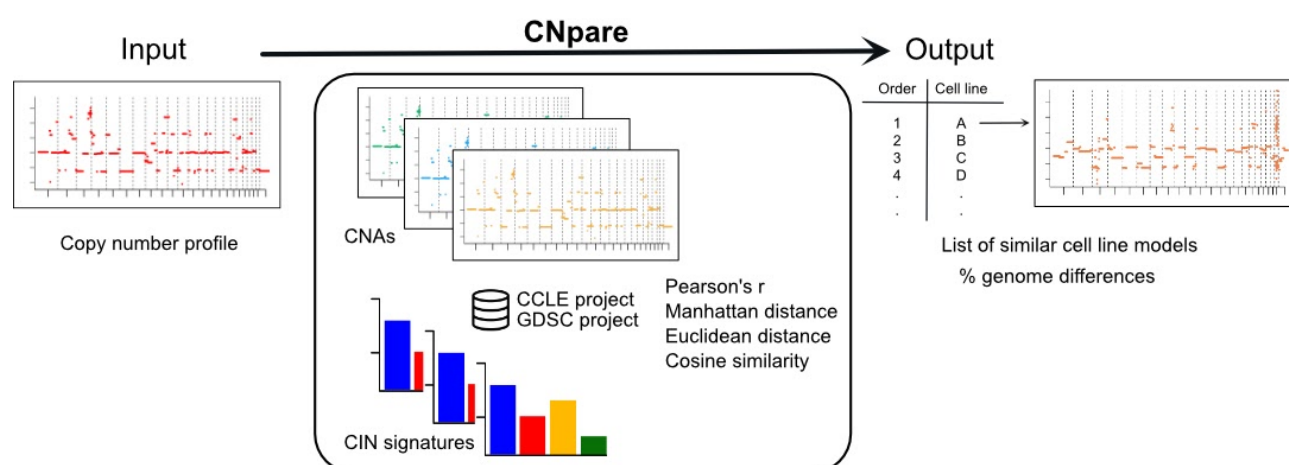 Input
CNpare
Output
Copy number profile
CNAs
CCLE project
GDSC project
Pearson's r
Manhattan distance
Euclidean distance
Cosine similarity
CIN signatures
Order Cell line
1 A
2 B
3 C
4 D
. .
. .
List of similar cell line models
% genome differences